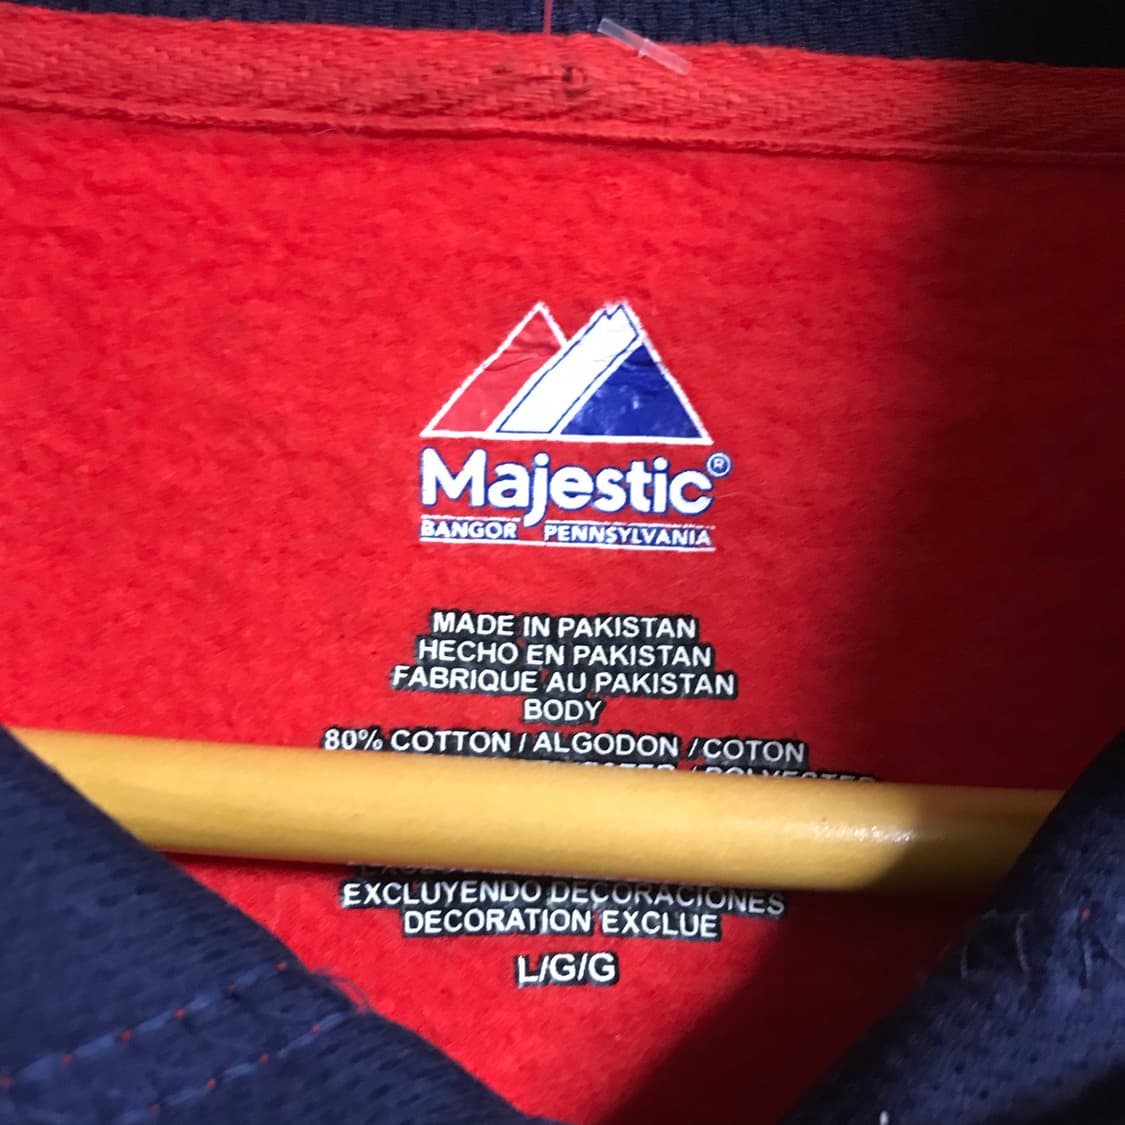 Majestic®
BANGOR PENNSYLVANIA
MADE IN PAKISTAN
HECHO EN PAKISTAN
FABRIQUE AU PAKISTAN
BODY
80% COTTON / ALGODON / COTON
POLYESTER
EXCLUYENDO DECORACIONES
DECORATION EXCLUE
L/G/G